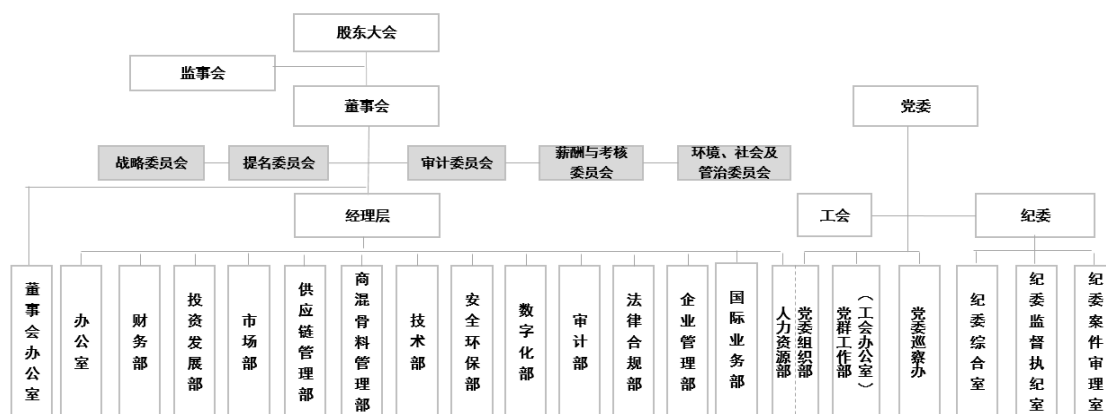 股东大会
监事会
董事会
党委
战略委员会
提名委员会
审计委员会
薪酬与考核
委员会
环境、社会及
管治委员会
经理层
工会
纪委
董事会办公室
办公室
财务部
投资发展部
市场部
供应链管理部
商混骨料管理部
技术部
安全环保部
数字化部
审计部
法律合规部
企业管理部
国际业务部
人力资源部
党委组织部
党群工作部
（工会办公室）
党委巡察办
纪委综合室
纪委监督执纪室
纪委案件审理室